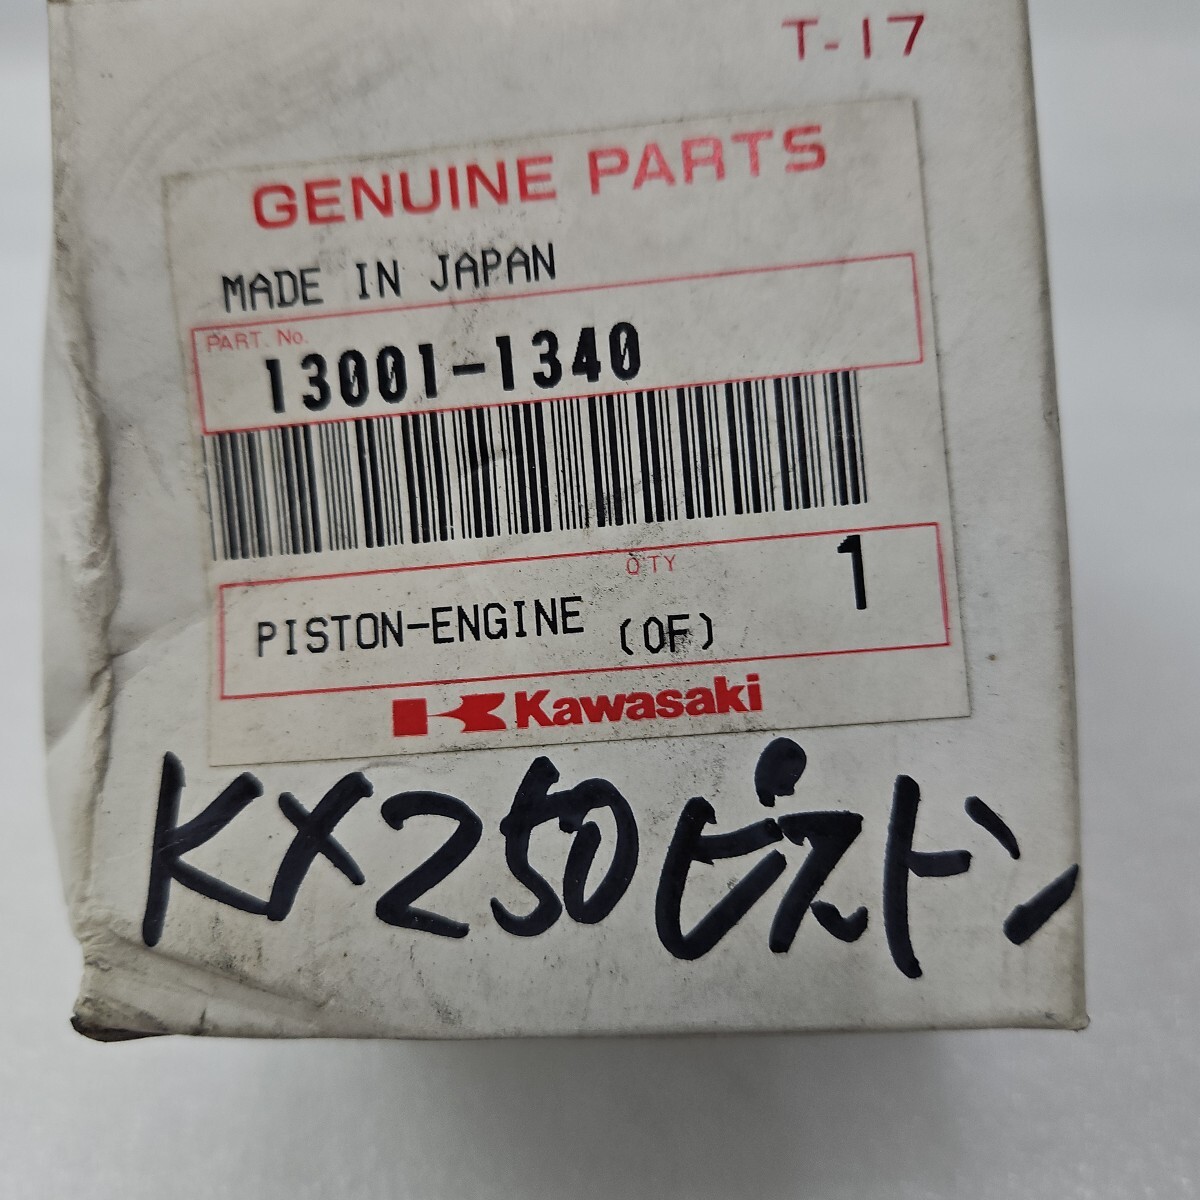 T-17
GENUINE PARTS
MADE IN JAPAN
PART. No.
13001-1340
Q'TY
1
PISTON-ENGINE (OF)
Kawasaki
KX250ピストン